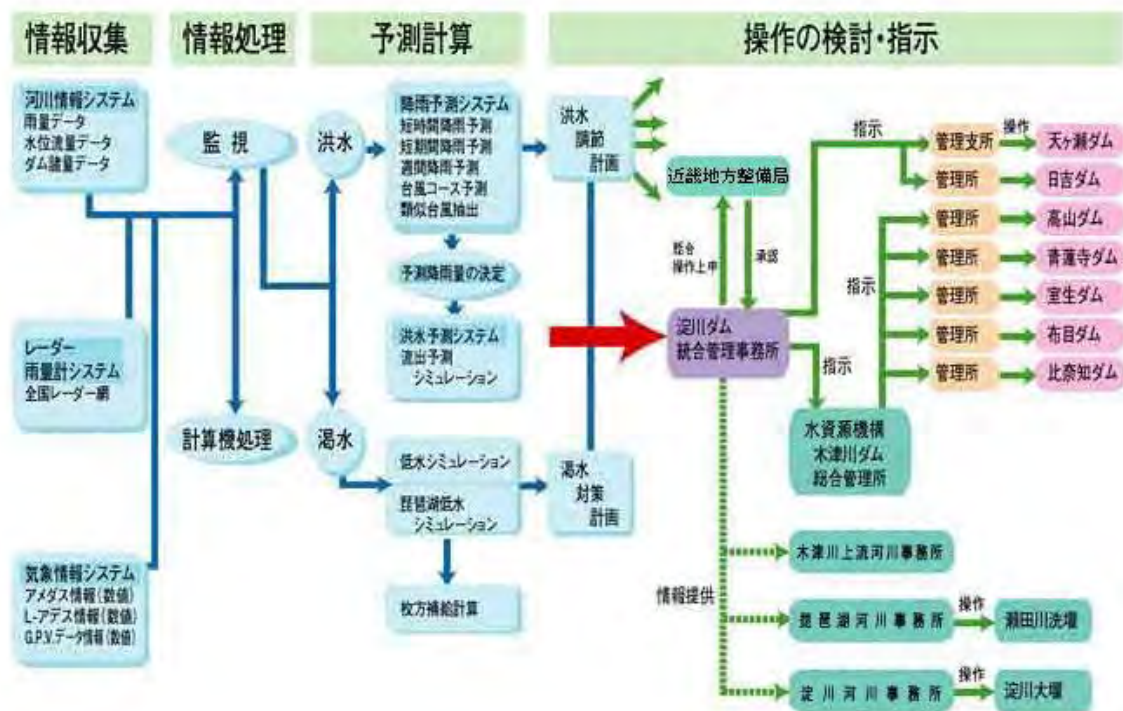 情報収集
情報処理
予測計算
操作の検討・指示
河川情報システム
雨量データ
水位流量データ
ダム諸量データ
レーダー
雨量計システム
全国レーダー網
気象情報システム
アメダス情報(数値)
L-アデス情報(数値)
G.P.V.データ情報(数値)
監視
計算機処理
洪水
渇水
降雨予測システム
短時間降雨予測
短期間降雨予測
週間降雨予測
台風コース予測
類似台風抽出
予測降雨量の決定
洪水予測システム
流出予測
シミュレーション
低水シミュレーション
琵琶湖低水
シミュレーション
枚方補給計算
洪水
調節
計画
渇水
対策
計画
近畿地方整備局
総合
操作上申
承認
淀川ダム
統合管理事務所
指示
指示
指示
水資源機構
木津川ダム
総合管理所
管理支所
操作
天ヶ瀬ダム
管理所
日吉ダム
管理所
高山ダム
管理所
青蓮寺ダム
管理所
室生ダム
管理所
布目ダム
管理所
比奈知ダム
情報提供
木津川上流河川事務所
琵琶湖河川事務所
操作
瀬田川洗堰
淀川河川事務所
操作
淀川大堰